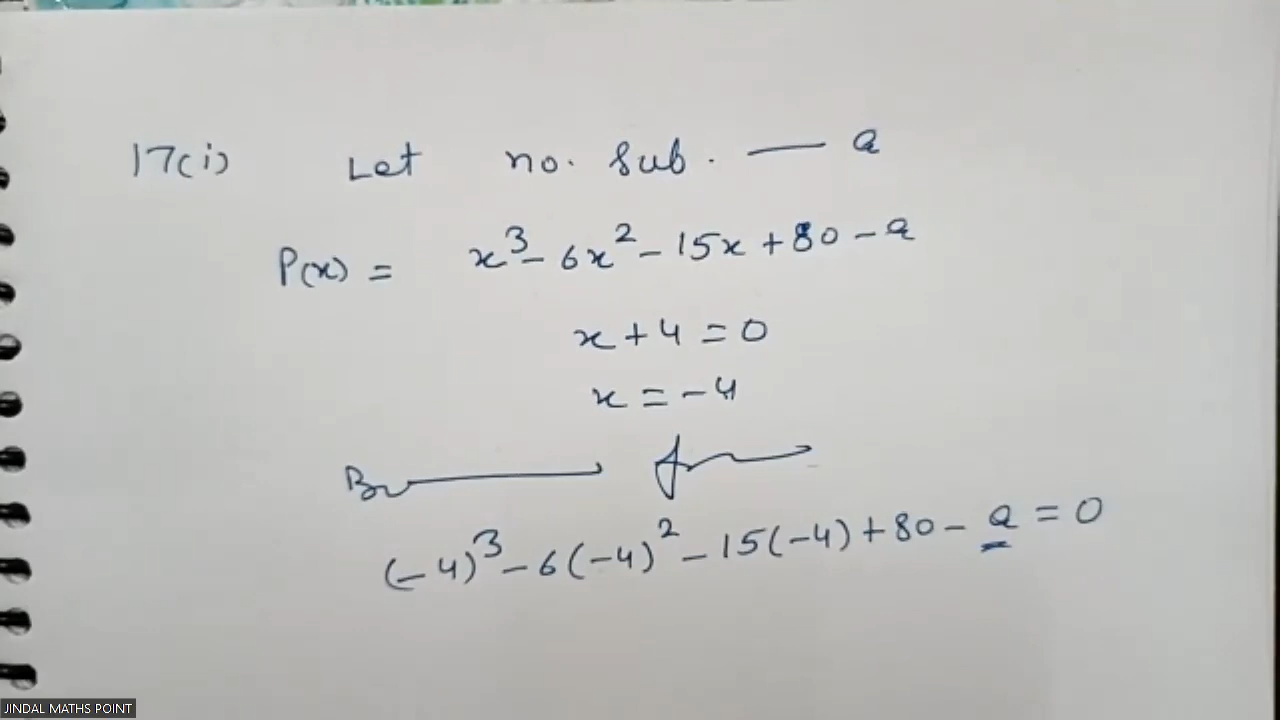 17(i) Let no. sub. — a
P(x) = x³ - 6x² - 15x + 80 - a
x + 4 = 0
x = -4
(-4)³ - 6(-4)² - 15(-4) + 80 - a = 0
JINDAL MATHS POINT